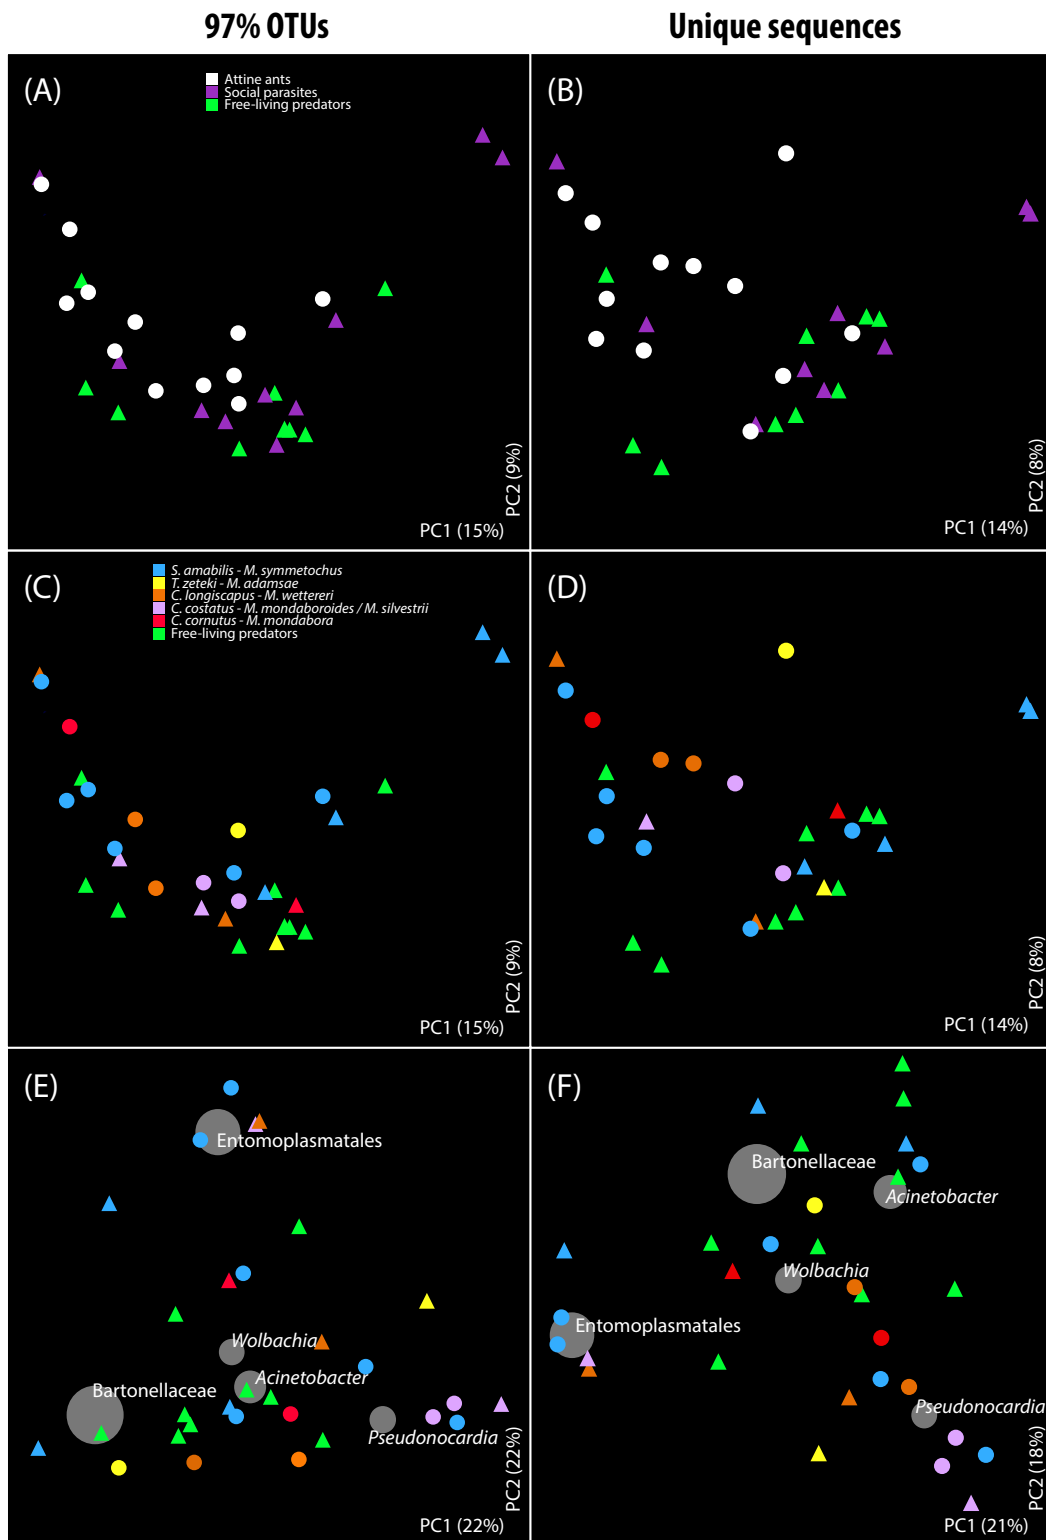 97% OTUs
Unique sequences
(A)
Attine ants
Social parasites
Free-living predators
PC2 (9%)
PC1 (15%)
(B)
PC2 (8%)
PC1 (14%)
(C)
S. amabilis - M. symmetochus
T. zeteki - M. adamsae
C. longiscapus - M. wettereri
C. costatus - M. mondaboroides / M. silvestrii
C. cornutus - M. mondabora
Free-living predators
PC2 (9%)
PC1 (15%)
(D)
PC2 (8%)
PC1 (14%)
(E)
Entomoplasmatales
Wolbachia
Acinetobacter
Bartonellaceae
Pseudonocardia
PC2 (22%)
PC1 (22%)
(F)
Bartonellaceae
Acinetobacter
Wolbachia
Entomoplasmatales
Pseudonocardia
PC2 (18%)
PC1 (21%)